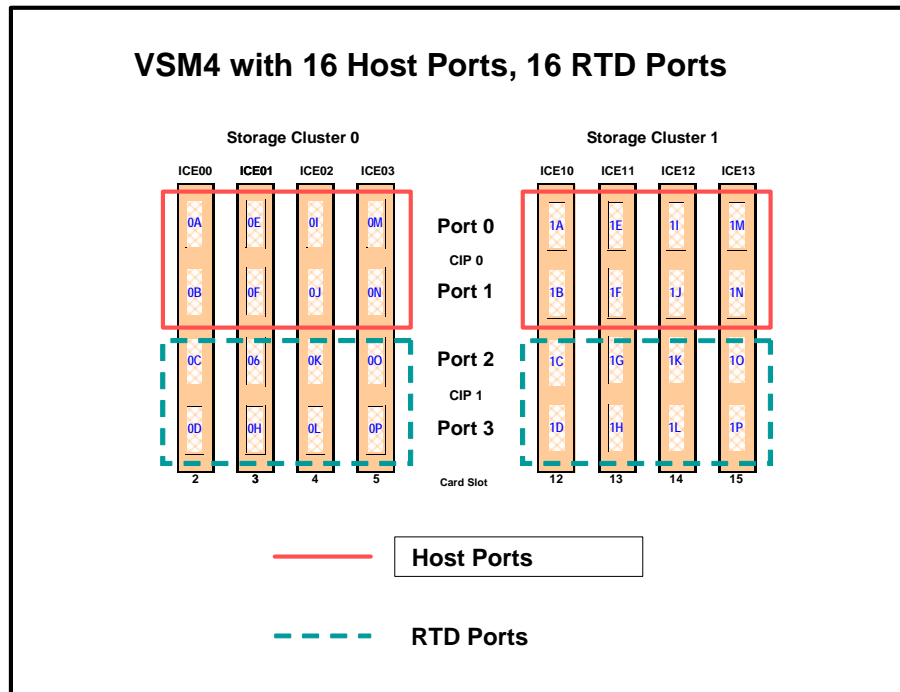 VSM4 with 16 Host Ports, 16 RTD Ports
Storage Cluster 0 Storage Cluster 1
ICE00 ICE01 ICE02 ICE03 ICE10 ICE11 ICE12 ICE13
0A 0E 0I 0M Port 0 1A 1E 1I 1M
CIP 0
0B 0F 0J 0N Port 1 1B 1F 1J 1N
0C 06 0K 0O Port 2 1C 1G 1K 1O
CIP 1
0D 0H 0L 0P Port 3 1D 1H 1L 1P
2 3 4 5 Card Slot 12 13 14 15
Host Ports
RTD Ports